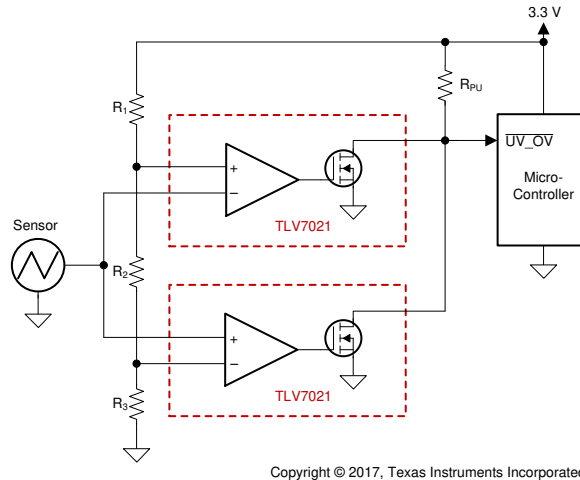 3.3 V
R1
RPU
+
−
TLV7021
UV_OV
Micro-
Controller
Sensor
R2
+
−
TLV7021
R3
Copyright © 2017, Texas Instruments Incorporated